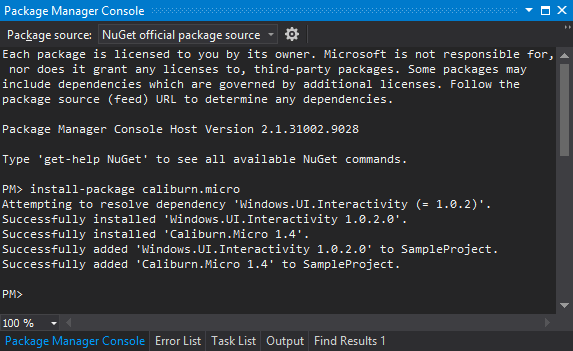 Package Manager Console
Package source: NuGet official package source
Each package is licensed to you by its owner. Microsoft is not responsible for,
nor does it grant any licenses to, third-party packages. Some packages may
include dependencies which are governed by additional licenses. Follow the
package source (feed) URL to determine any dependencies.
Package Manager Console Host Version 2.1.31002.9028
Type 'get-help NuGet' to see all available NuGet commands.
PM> install-package caliburn.micro
Attempting to resolve dependency 'Windows.UI.Interactivity (= 1.0.2)'.
Successfully installed 'Windows.UI.Interactivity 1.0.2.0'.
Successfully installed 'Caliburn.Micro 1.4'.
Successfully added 'Windows.UI.Interactivity 1.0.2.0' to SampleProject.
Successfully added 'Caliburn.Micro 1.4' to SampleProject.
PM>
100 %
Package Manager Console Error List Task List Output Find Results 1